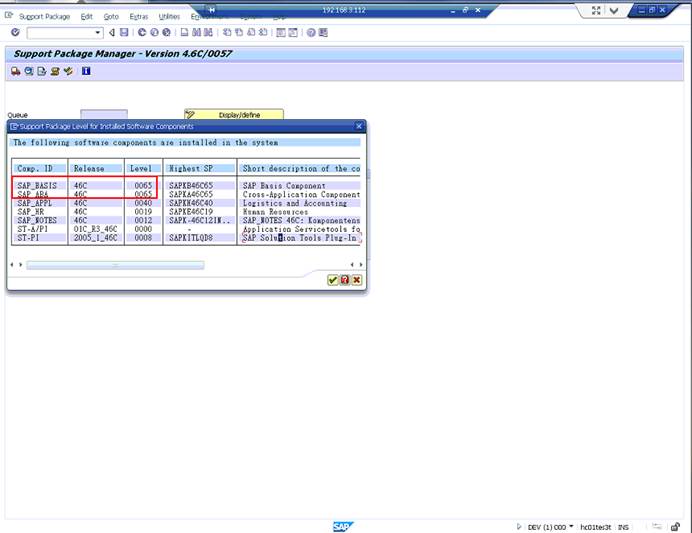 192.168.3.112
Support Package Edit Goto Extras Utilities
Support Package Manager - Version 4.6C/0057
Queue Display/define
Support Package Level for Installed Software Components
The following software components are installed in the system
Comp. ID Release Level Highest SP Short description of the co
SAP_BASIS 46C 0065 SAPKB46C65 SAP Basis Component
SAP_ABA 46C 0065 SAPKA46C65 Cross-Application Component
SAP_APPL 46C 0040 SAPKH46C40 Logistics and Accounting
SAP_HR 46C 0019 SAPKE46C19 Human Resources
SAP_NOTES 46C 0012 SAPK-46C12IN.. SAP_NOTES 46C: Komponentens
ST-A/PI 01C_R3_46C 0000 - Application Servicetools fo
ST-PI 2005_1_46C 0008 SAPKITLQD8 SAP Solution Tools Plug-In
SAP DEV (1) 000 hc01test INS